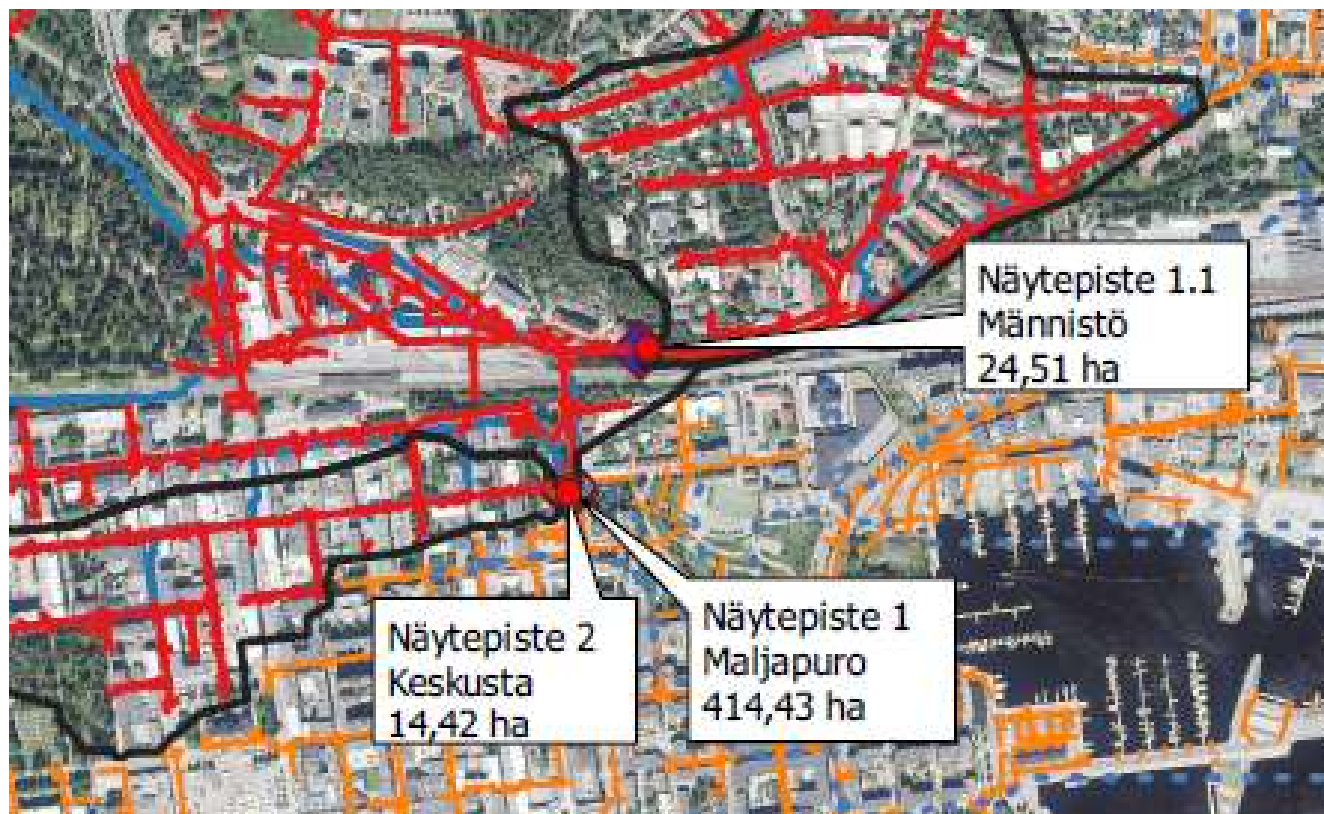 Näytepiste 1.1
Männistö
24,51 ha
Näytepiste 2
Keskusta
14,42 ha
Näytepiste 1
Maljapuro
414,43 ha